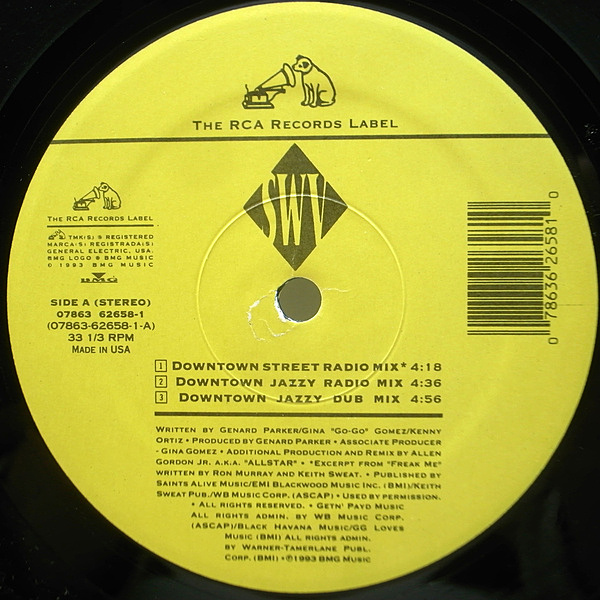 The RCA Records Label
SWV
The RCA Records Label
TMK(S) ® REGISTERED
MARCA(S) REGISTRADA(S)
GENERAL ELECTRIC, USA.
BMG LOGO ® BMG MUSIC
© 1993 BMG MUSIC
BMG
SIDE A (STEREO)
07863 62658-1
(07863-62658-1-A)
33 1/3 RPM
Made in USA
0 78636 26581 0
1 Downtown Street Radio Mix* 4:18
2 Downtown Jazzy Radio Mix 4:36
3 Downtown Jazzy Dub Mix 4:56
Written by Genard Parker/Gina "Go-Go" Gomez/Kenny
Ortiz • Produced by Genard Parker • Associate Producer
- Gina Gomez • Additional Production and Remix by Allen
Gordon Jr. a.k.a. "Allstar" • *Excerpt from "Freak Me"
written by Ron Murray and Keith Sweat. • Published by
Saints Alive Music/EMI Blackwood Music Inc. (BMI)/Keith
Sweat Pub./WB Music Corp. (ASCAP) • Used by permission.
• All rights reserved. • Getn' Payd Music
All rights admin. by WB Music Corp.
(ASCAP)/Black Havana Music/GG Loves
Music (BMI) All rights admin.
by Warner-Tamerlane Publ.
Corp. (BMI) • ℗1993 BMG Music